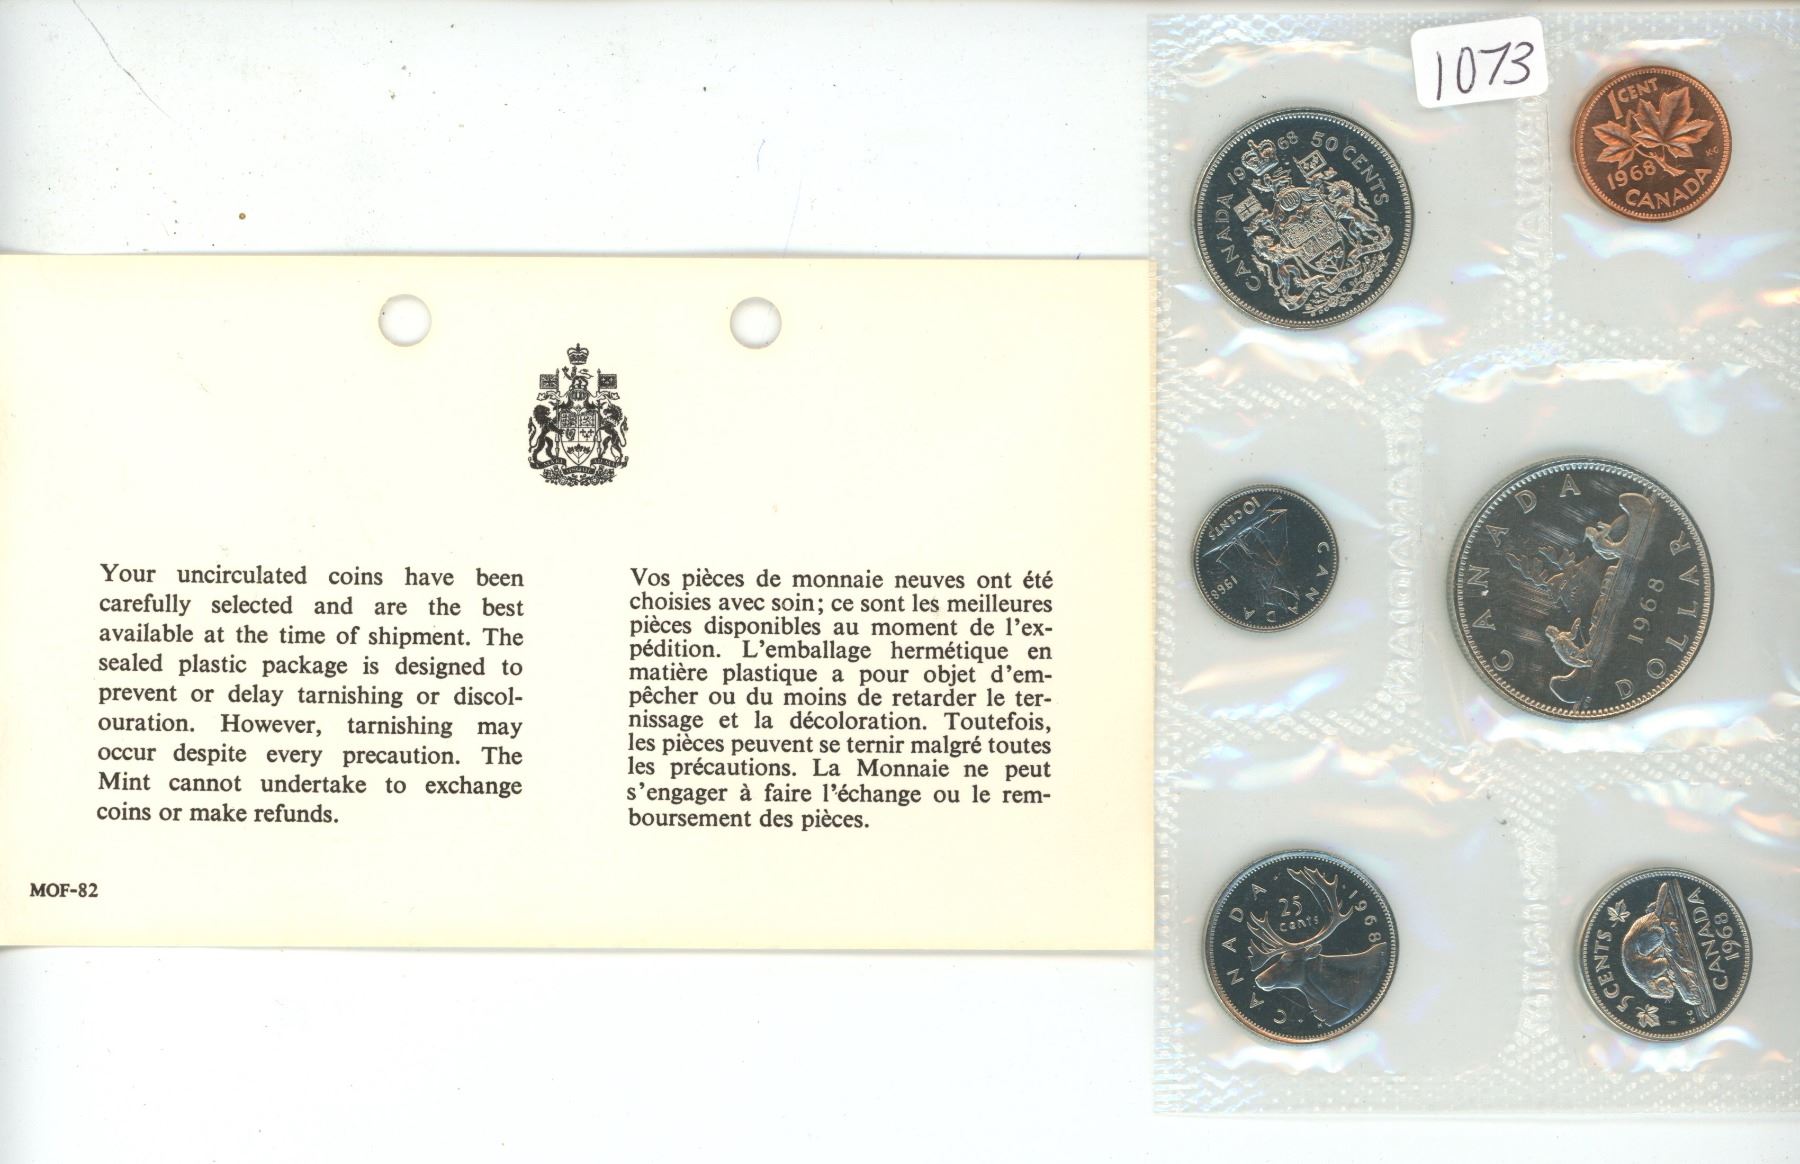 Your uncirculated coins have been
carefully selected and are the best
available at the time of shipment. The
sealed plastic package is designed to
prevent or delay tarnishing or discol-
ouration. However, tarnishing may
occur despite every precaution. The
Mint cannot undertake to exchange
coins or make refunds.
Vos pièces de monnaie neuves ont été
choisies avec soin; ce sont les meilleures
pièces disponibles au moment de l'ex-
pédition. L'emballage hermétique en
matière plastique a pour objet d'em-
pêcher ou du moins de retarder le ter-
nissage et la décoloration. Toutefois,
les pièces peuvent se ternir malgré toutes
les précautions. La Monnaie ne peut
s'engager à faire l'échange ou le rem-
boursement des pièces.
MOF-82
1073
CANADA 1968 50 CENTS
1 CENT
1968
CANADA
K·G
10 CENTS
CANADA
1968
CANADA
1968
DOLLAR
CANADA
25
cents
1968
5 CENTS
CANADA
1968
K G